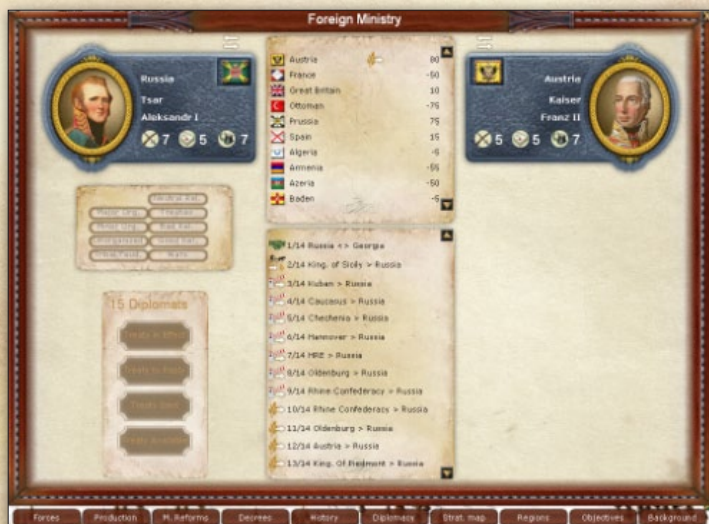 Foreign Ministry
Russia
Tsar
Aleksandr I
7 5 7
Austria 80
France -50
Great Britain 10
Ottoman -75
Prussia 75
Spain 15
Algeria -5
Armenia -55
Azeria -50
Baden -5
Austria
Kaiser
Franz II
5 5 7
15 Diplomats
1/14 Russia <> Georgia
2/14 King. of Sicily > Russia
3/14 Kuban > Russia
4/14 Caucasus > Russia
5/14 Chechenia > Russia
6/14 Hannover > Russia
7/14 HRE > Russia
8/14 Oldenburg > Russia
9/14 Rhine Confederacy > Russia
10/14 Rhine Confederacy > Russia
11/14 Oldenburg > Russia
12/14 Austria > Russia
13/14 King. Of Piedmont > Russia
Forces Production M. Reforms Decrees History Diplomacy Strat. map Regions Objectives Background